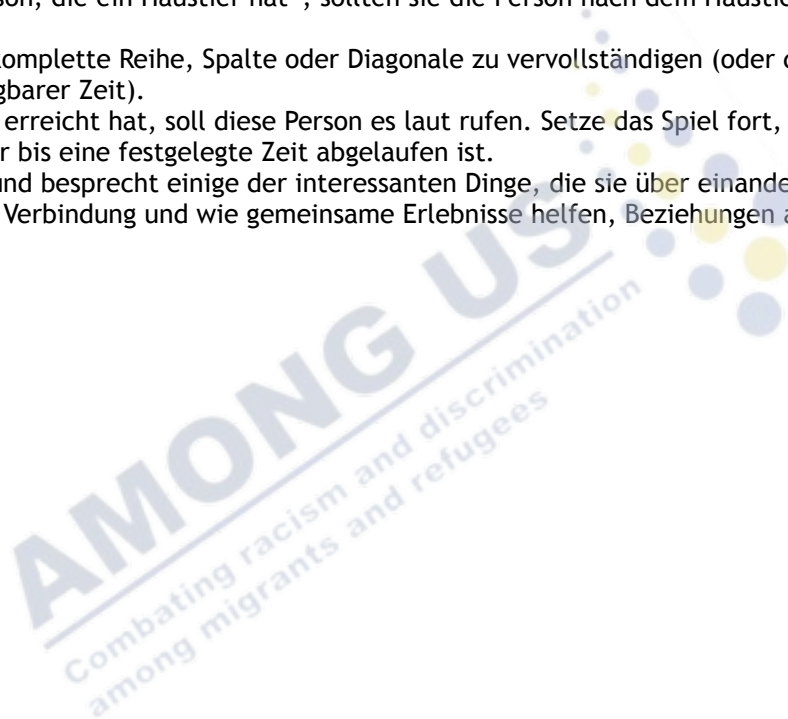 die ein Haustier hat“, sollten sie die Person nach dem Haustier
omplette Reihe, Spalte oder Diagonale zu vervollständigen (oder
gbarer Zeit).
erreicht hat, soll diese Person es laut rufen. Setze das Spiel fort,
r bis eine festgelegte Zeit abgelaufen ist.
und besprecht einige der interessanten Dinge, die sie über einande
Verbindung und wie gemeinsame Erlebnisse helfen, Beziehungen
AMONG US
Combating racism and discrimination
among migrants and refugees